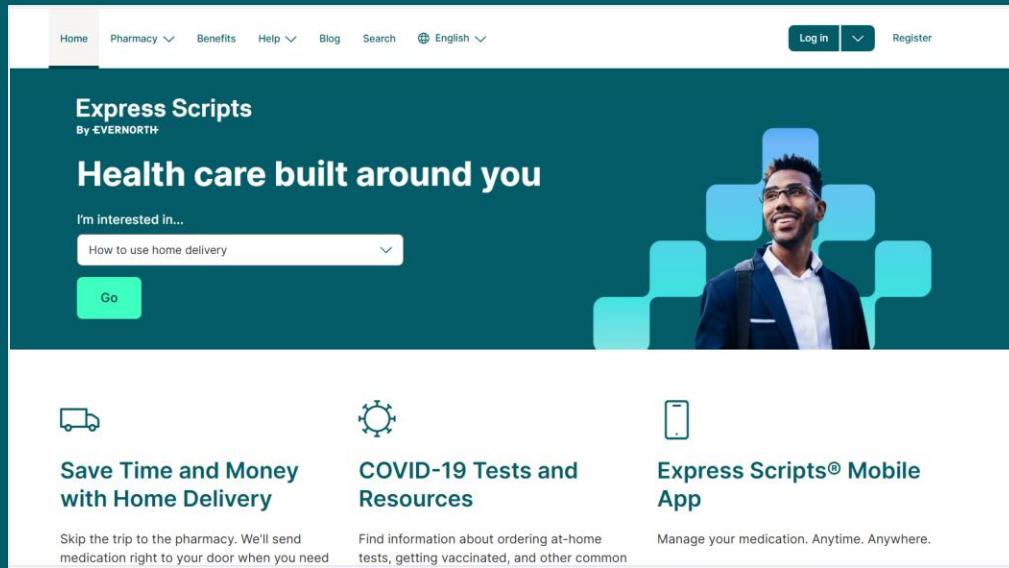 Home Pharmacy Benefits Help Blog Search English Log in Register
Express Scripts
By EVERNORTH
Health care built around you
I'm interested in...
How to use home delivery
Go
Save Time and Money
with Home Delivery
Skip the trip to the pharmacy. We'll send
medication right to your door when you need
COVID-19 Tests and
Resources
Find information about ordering at-home
tests, getting vaccinated, and other common
Express Scripts® Mobile
App
Manage your medication. Anytime. Anywhere.